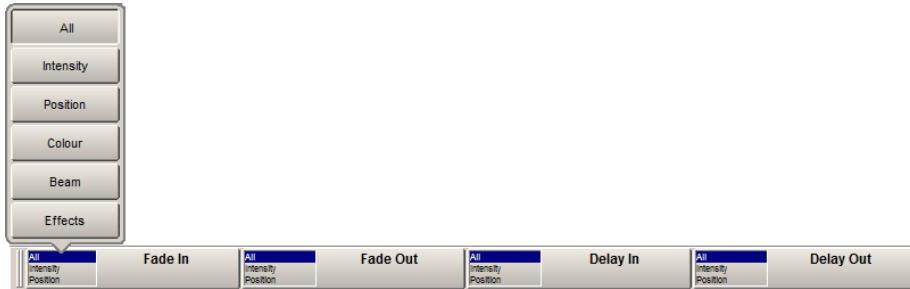 All
Intensity
Position
Colour
Beam
Effects
All
Intensity
Position
Fade In
All
Intensity
Position
Fade Out
All
Intensity
Position
Delay In
All
Intensity
Position
Delay Out